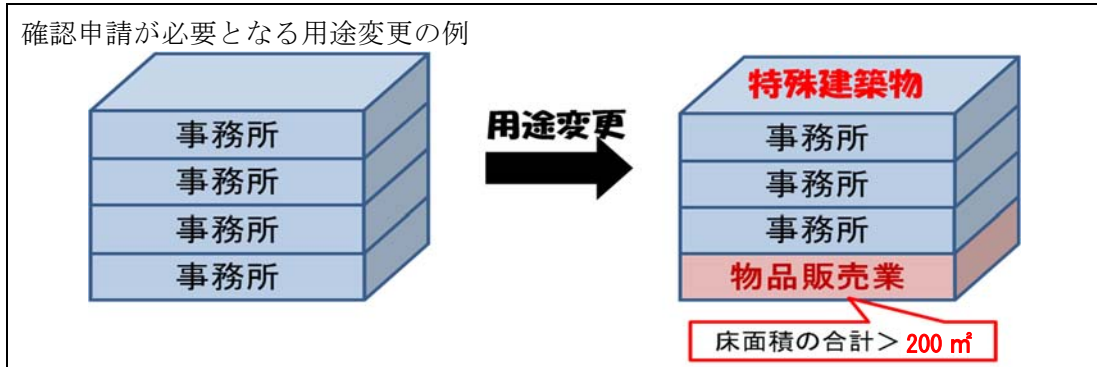 確認申請が必要となる用途変更の例
事務所
事務所
事務所
事務所
用途変更
特殊建築物
事務所
事務所
事務所
物品販売業
床面積の合計＞200㎡